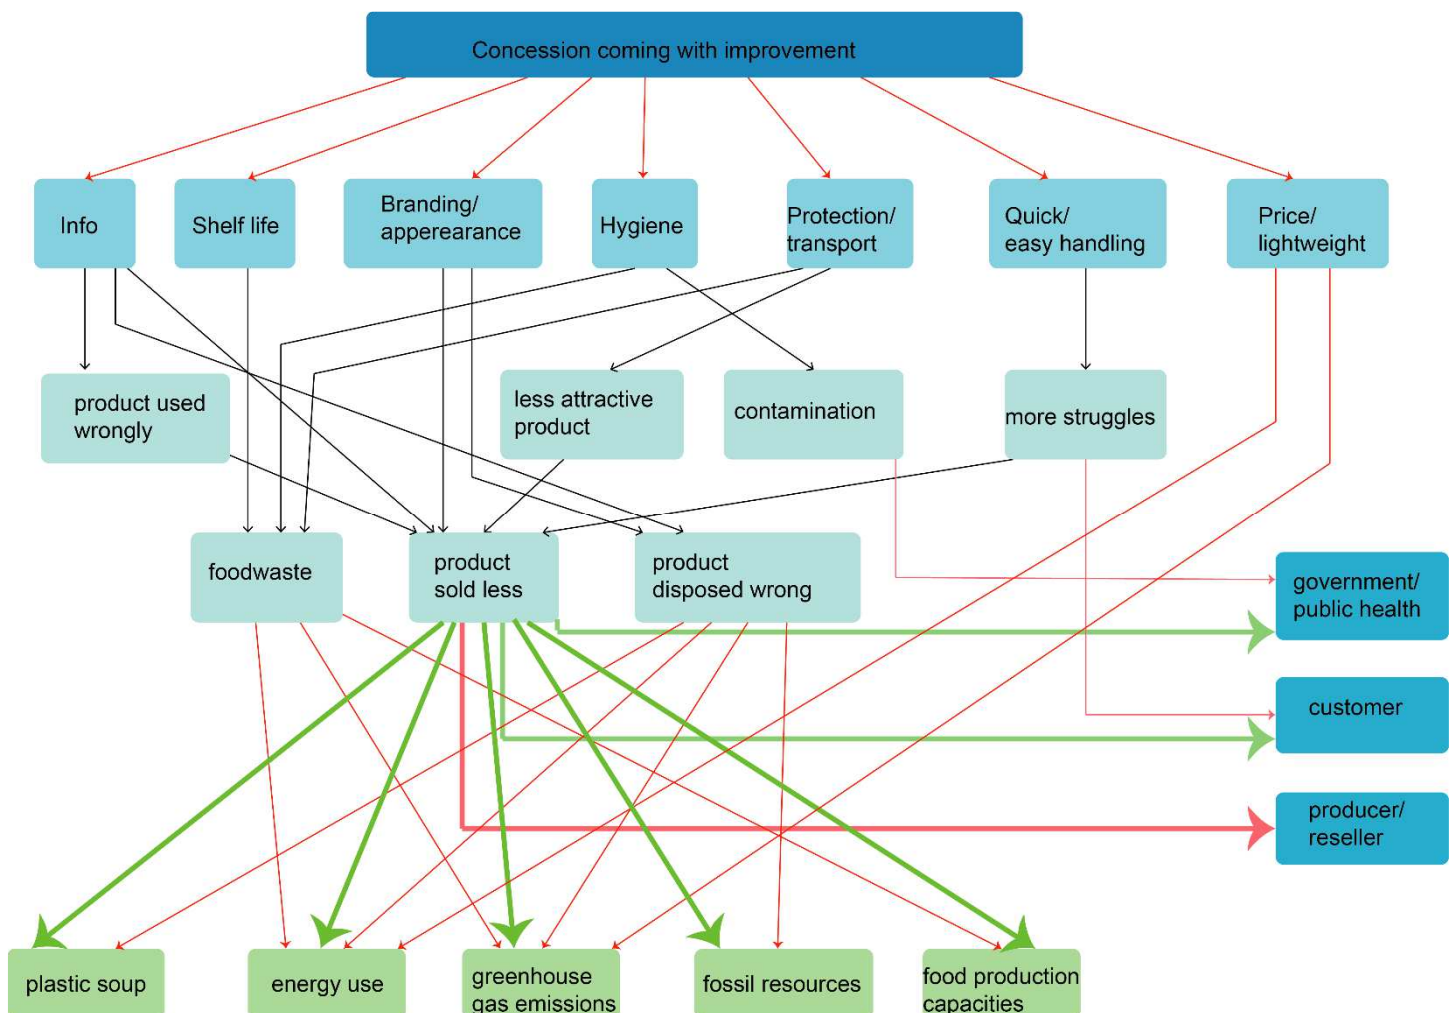 Concession coming with improvement
Info
Shelf life
Branding/
apperearance
Hygiene
Protection/
transport
Quick/
easy handling
Price/
lightweight
product used
wrongly
less attractive
product
contamination
more struggles
foodwaste
product
sold less
product
disposed wrong
government/
public health
customer
producer/
reseller
plastic soup
energy use
greenhouse
gas emissions
fossil resources
food production
capacities